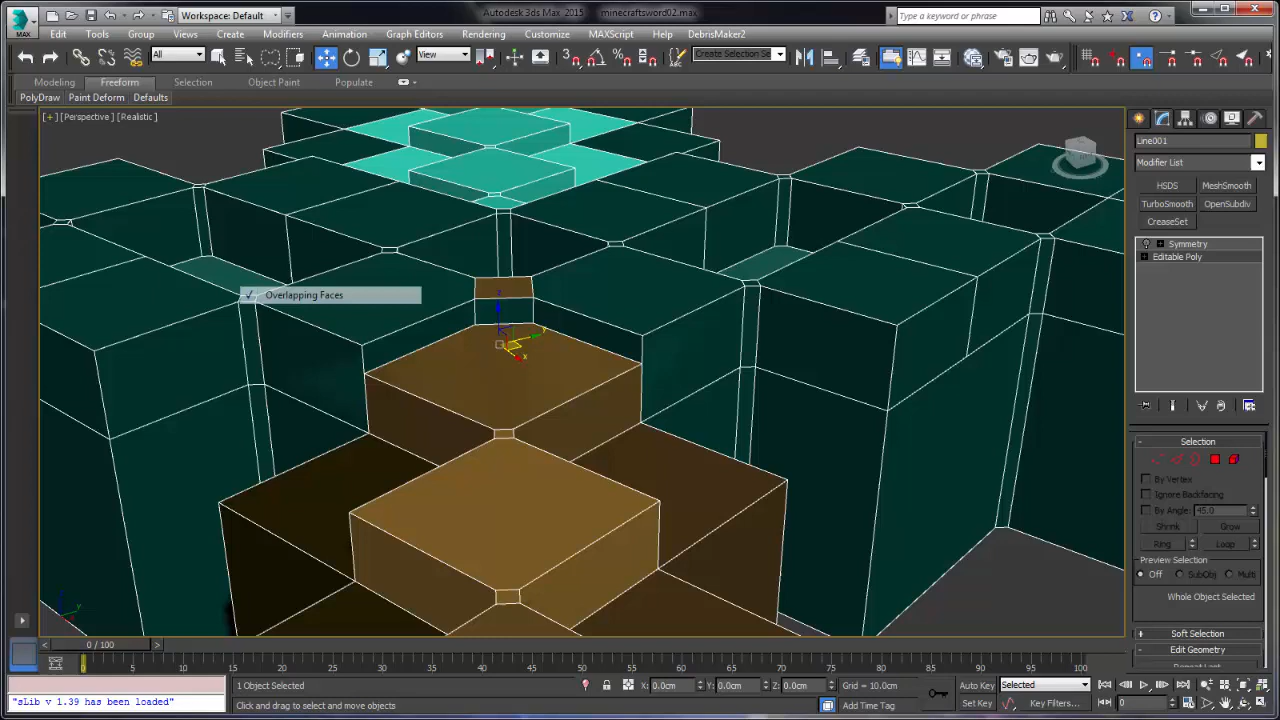 MAX
Workspace: Default
Autodesk 3ds Max 2015 minecraftsword02.max
Type a keyword or phrase
Edit Tools Group Views Create Modifiers Animation Graph Editors Rendering Customize MAXScript Help DebrisMaker2
All
View
3
Create Selection Se
Modeling Freeform Selection Object Paint Populate
PolyDraw Paint Deform Defaults
[+] [Perspective] [Realistic]
Line001
Modifier List
HSDS MeshSmooth
TurboSmooth OpenSubdiv
CreaseSet
Symmetry
Editable Poly
✓ Overlapping Faces
z
y
x
Selection
By Vertex
Ignore Backfacing
By Angle: 45.0
Shrink Grow
Ring Loop
Preview Selection
Off SubObj Multi
Whole Object Selected
Soft Selection
Edit Geometry
Repeat Last
z
y
x
0 / 100
0 5 10 15 20 25 30 35 40 45 50 55 60 65 70 75 80 85 90 95 100
1 Object Selected
X: 0.0cm Y: 0.0cm Z: 0.0cm
Grid = 10.0cm
Auto Key Selected
"sLib v 1.39 has been loaded"
Click and drag to select and move objects
Add Time Tag
Set Key Key Filters...
0